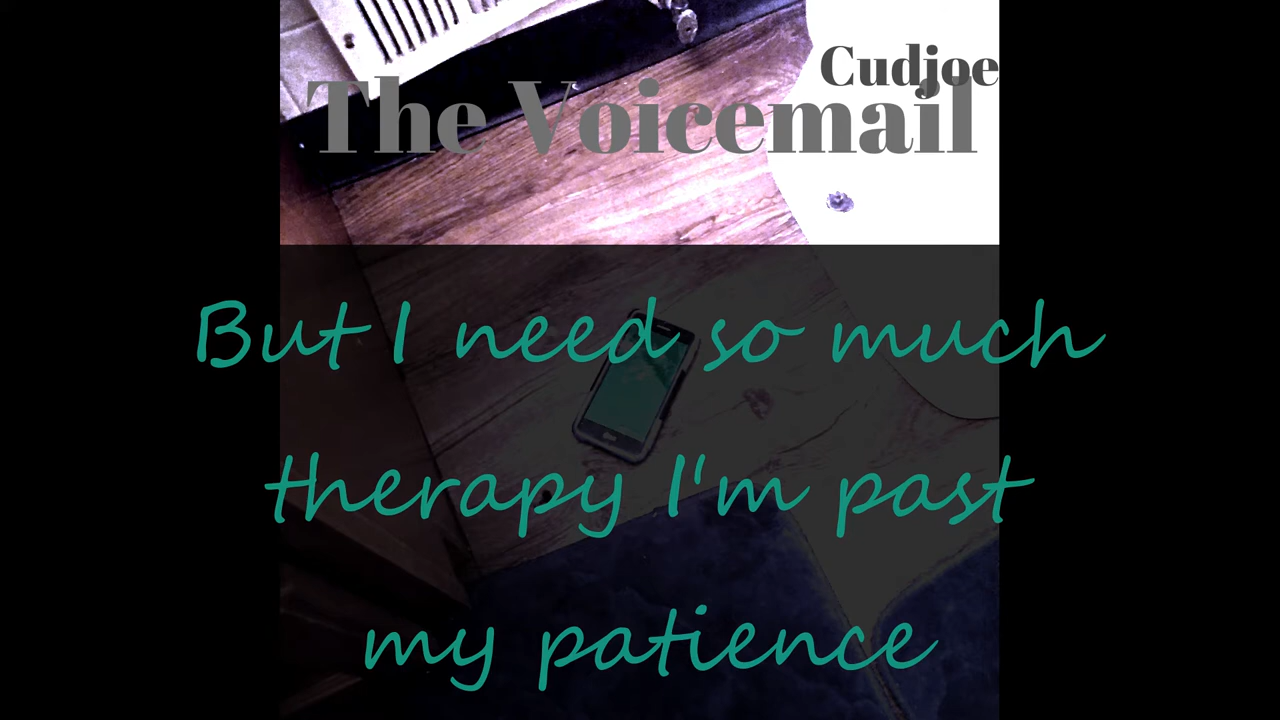 Cudjoe
The Voicemail
But I need so much
therapy I'm past
my patience